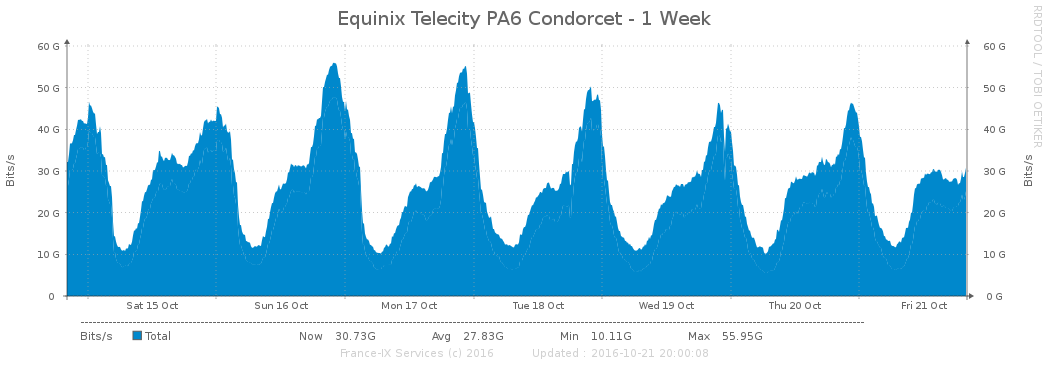 Equinix Telecity PA6 Condorcet - 1 Week
RRDTOOL / TOBI OETIKER
60 G 60 G
50 G 50 G
40 G 40 G
30 G 30 G
20 G 20 G
10 G 10 G
0 0 G
Bits/s
Bits/s
Sat 15 Oct Sun 16 Oct Mon 17 Oct Tue 18 Oct Wed 19 Oct Thu 20 Oct Fri 21 Oct
Bits/s Total Now 30.73G Avg 27.83G Min 10.11G Max 55.95G
France-IX Services (c) 2016 Updated : 2016-10-21 20:00:08